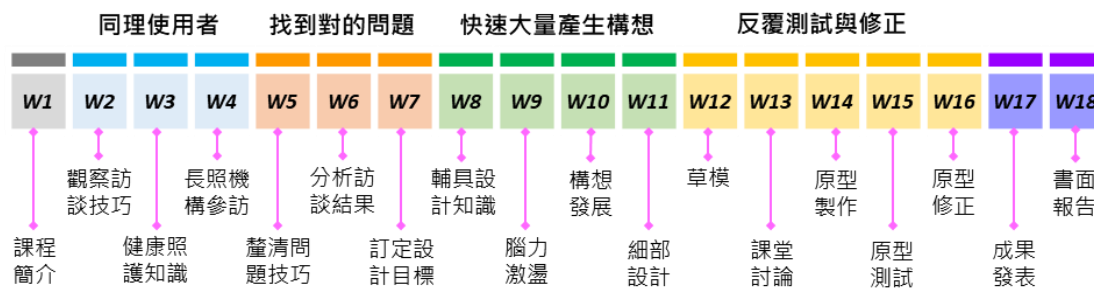 同理使用者 找到對的問題 快速大量產生構想 反覆測試與修正
W1 W2 W3 W4 W5 W6 W7 W8 W9 W10 W11 W12 W13 W14 W15 W16 W17 W18
課程
簡介
觀察訪
談技巧
健康照
護知識
長照機
構參訪
釐清問
題技巧
分析訪
談結果
訂定設
計目標
輔具設
計知識
腦力
激盪
構想
發展
細部
設計
草模
課堂
討論
原型
製作
原型
測試
原型
修正
成果
發表
書面
報告